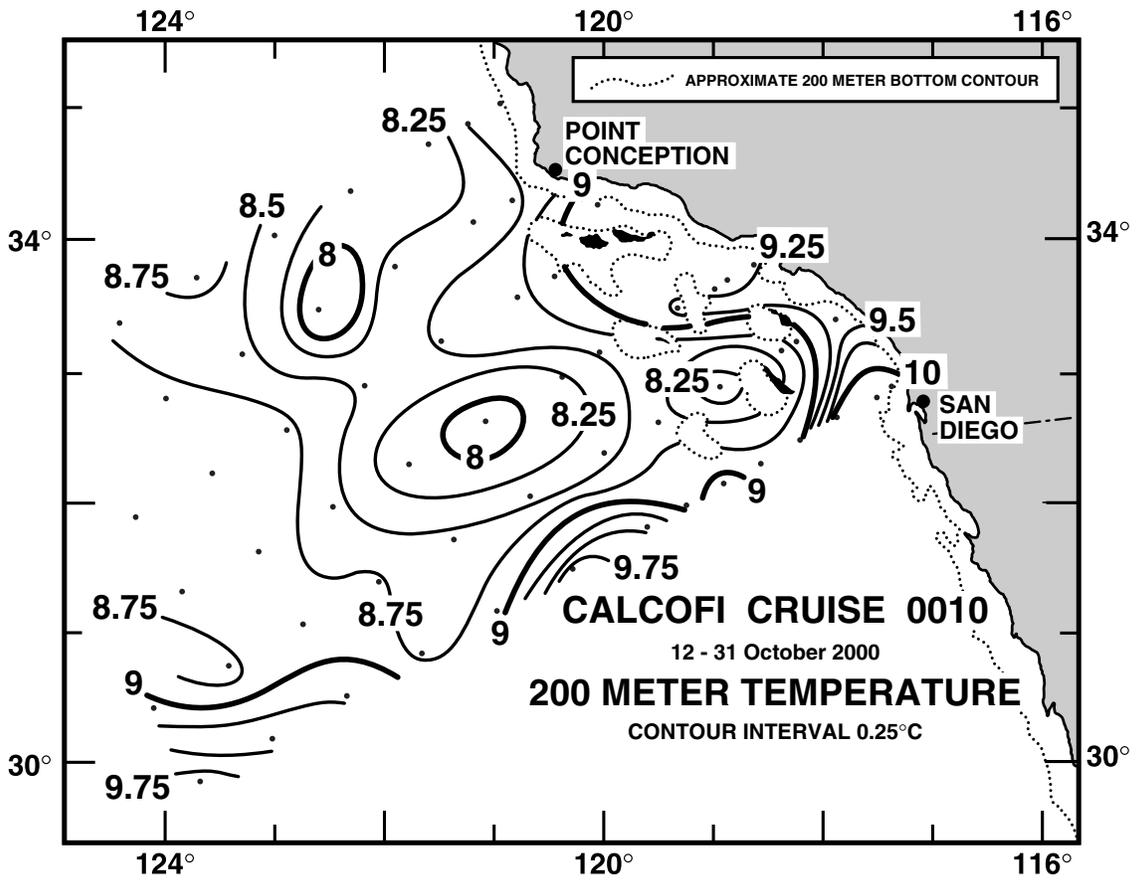 124° 120° 116°
APPROXIMATE 200 METER BOTTOM CONTOUR
8.25
POINT
CONCEPTION
9
8.5
34° 34°
8 9.25
8.75
9.5
8.25 10
SAN
DIEGO
8.25
8
9
9.75
8.75 8.75
CALCOFI CRUISE 0010
9
12 - 31 October 2000
9
200 METER TEMPERATURE
CONTOUR INTERVAL 0.25°C
30° 30°
9.75
124° 120° 116°